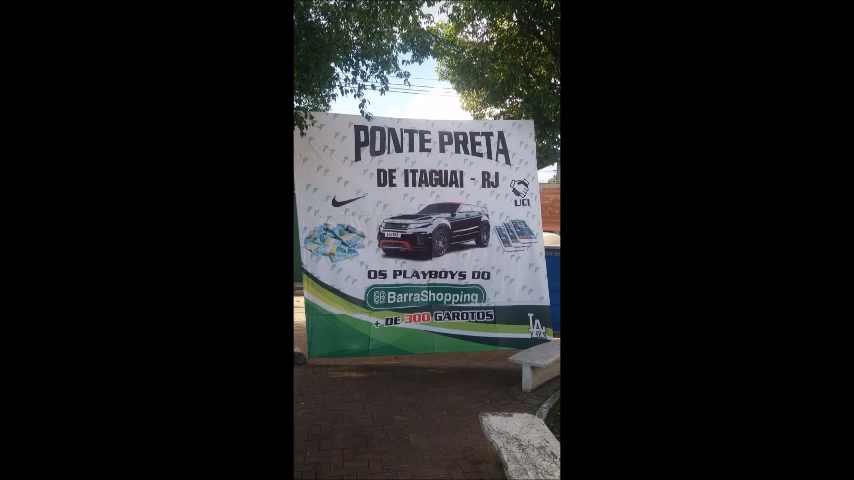 PONTE PRETA
DE ITAGUAI - RJ
UCI
OS PLAYBOYS DO
BarraShopping
+ DE 300 GAROTOS
LA